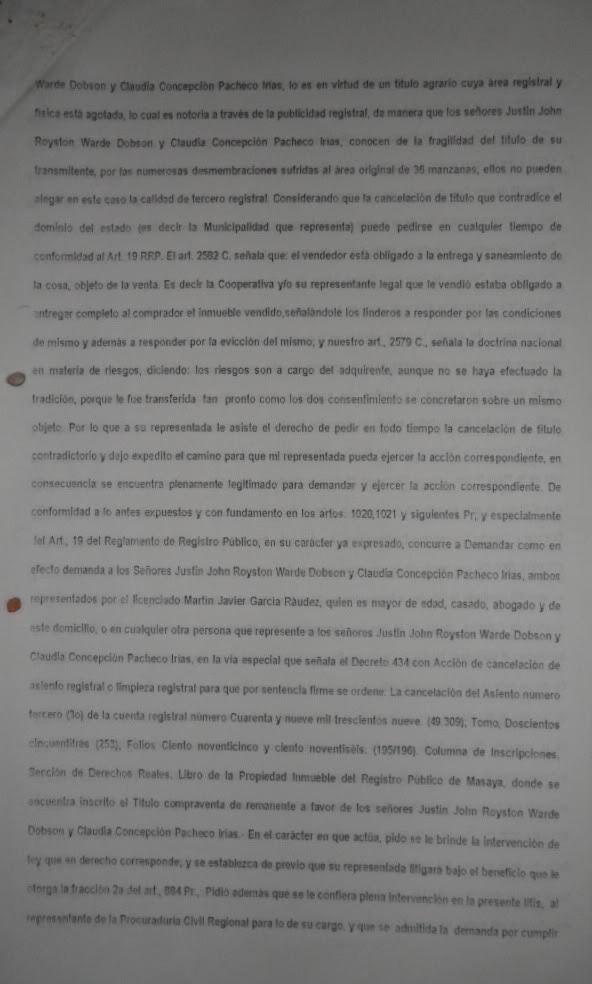 Warde Dobson y Claudia Concepción Pacheco Irias, lo es en virtud de un titulo agrario cuya área registral y
física está agotada, lo cual es notoria a través de la publicidad registral, de manera que los señores Justin John
Royston Warde Dobson y Claudia Concepción Pacheco Irias, conocen de la fragilidad del titulo de su
transmitente, por las numerosas desmembraciones sufridas al área original de 36 manzanas, ellos no pueden
alegar en este caso la calidad de tercero registral. Considerando que la cancelación de título que contradice el
dominio del estado (es decir la Municipalidad que representa) puede pedirse en cualquier tiempo de
conformidad al Art. 19 RRP. El art. 2582 C, señala que: el vendedor está obligado a la entrega y saneamiento de
la cosa, objeto de la venta. Es decir la Cooperativa y/o su representante legal que le vendió estaba obligado a
entregar completo al comprador el inmueble vendido,señalándole los linderos a responder por las condiciones
de mismo y además a responder por la evicción del mismo; y nuestro art., 2579 C., señala la doctrina nacional
en materia de riesgos, diciendo: los riesgos son a cargo del adquirente, aunque no se haya efectuado la
tradición, porque le fue transferida tan pronto como los dos consentimiento se concretaron sobre un mismo
objeto. Por lo que a su representada le asiste el derecho de pedir en todo tiempo la cancelación de titulo
contradictorio y dejo expedito el camino para que mi representada pueda ejercer la acción correspondiente, en
consecuencia se encuentra plenamente legitimado para demandar y ejercer la acción correspondiente. De
conformidad a lo antes expuestos y con fundamento en los artos. 1020,1021 y siguientes Pr, y especialmente
del Art., 19 del Reglamento de Registro Público, en su carácter ya expresado, concurre a Demandar como en
efecto demanda a los Señores Justin John Royston Warde Dobson y Claudia Concepción Pacheco Irias, ambos
representados por el licenciado Martin Javier Garcia Ráudez, quien es mayor de edad, casado, abogado y de
este domicilio, o en cualquier otra persona que represente a los señores Justin John Royston Warde Dobson y
Claudia Concepción Pacheco Irias, en la vía especial que señala el Decreto 434 con Acción de cancelación de
asiento registral o limpieza registral para que por sentencia firme se ordene: La cancelación del Asiento número
tercero (3o) de la cuenta registral número Cuarenta y nueve mil trescientos nueve. (49.309), Tomo, Doscientos
cincuentitrés (253), Folios Ciento noventicinco y ciento noventiséis. (195/196). Columna de Inscripciones.
Sección de Derechos Reales. Libro de la Propiedad Inmueble del Registro Público de Masaya, donde se
encuentra inscrito el Titulo compraventa de remanente a favor de los señores Justin John Royston Warde
Dobson y Claudia Concepción Pacheco Irias.- En el carácter en que actúa, pido se le brinde la intervención de
ley que en derecho corresponde, y se establezca de previo que su representada litigará bajo el beneficio que le
otorga la fracción 2a del art., 884 Pr., Pidió además que se le confiera plena intervención en la presente litis, al
representante de la Procuraduria Civil Regional para lo de su cargo, y que se admitida la demanda por cumplir